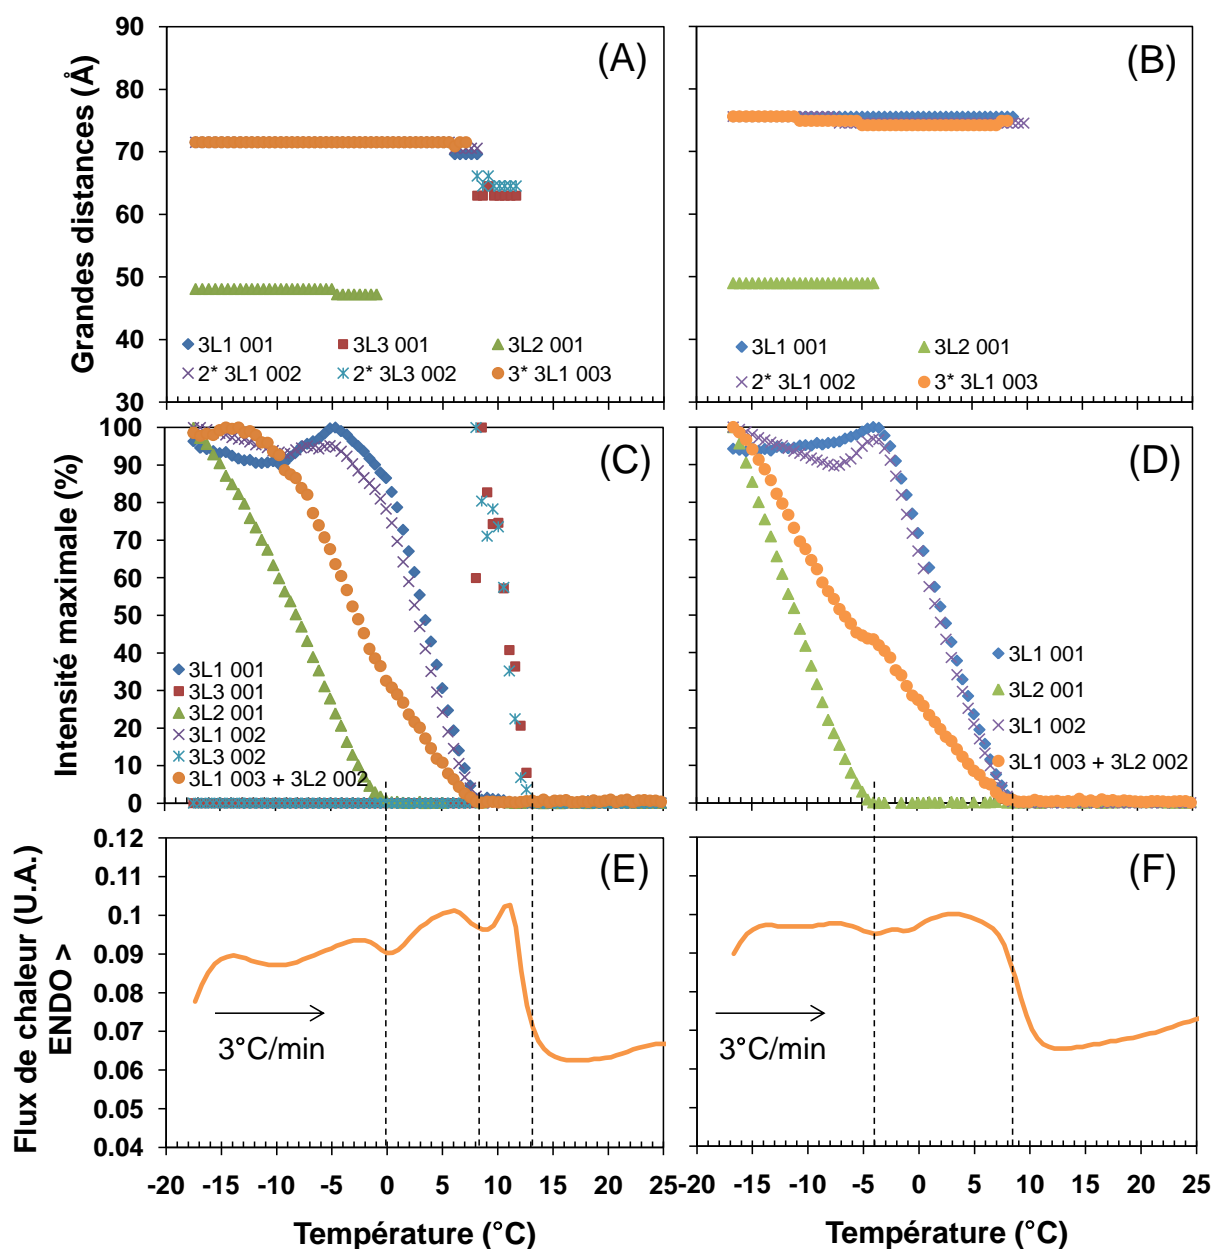 Grandes distances (Å)
90
80
70
60
50
40
30
(A)
3L1 001
3L3 001
3L2 001
2* 3L1 002
2* 3L3 002
3* 3L1 003
(B)
3L1 001
3L2 001
2* 3L1 002
3* 3L1 003
Intensité maximale (%)
100
90
80
70
60
50
40
30
20
10
0
(C)
3L1 001
3L3 001
3L2 001
3L1 002
3L3 002
3L1 003 + 3L2 002
(D)
3L1 001
3L2 001
3L1 002
3L1 003 + 3L2 002
Flux de chaleur (U.A.)
ENDO >
0.12
0.11
0.1
0.09
0.08
0.07
0.06
0.05
0.04
(E)
3°C/min
(F)
3°C/min
-20 -15 -10 -5 0 5 10 15 20 25
-20 -15 -10 -5 0 5 10 15 20 25
Température (°C)
Température (°C)